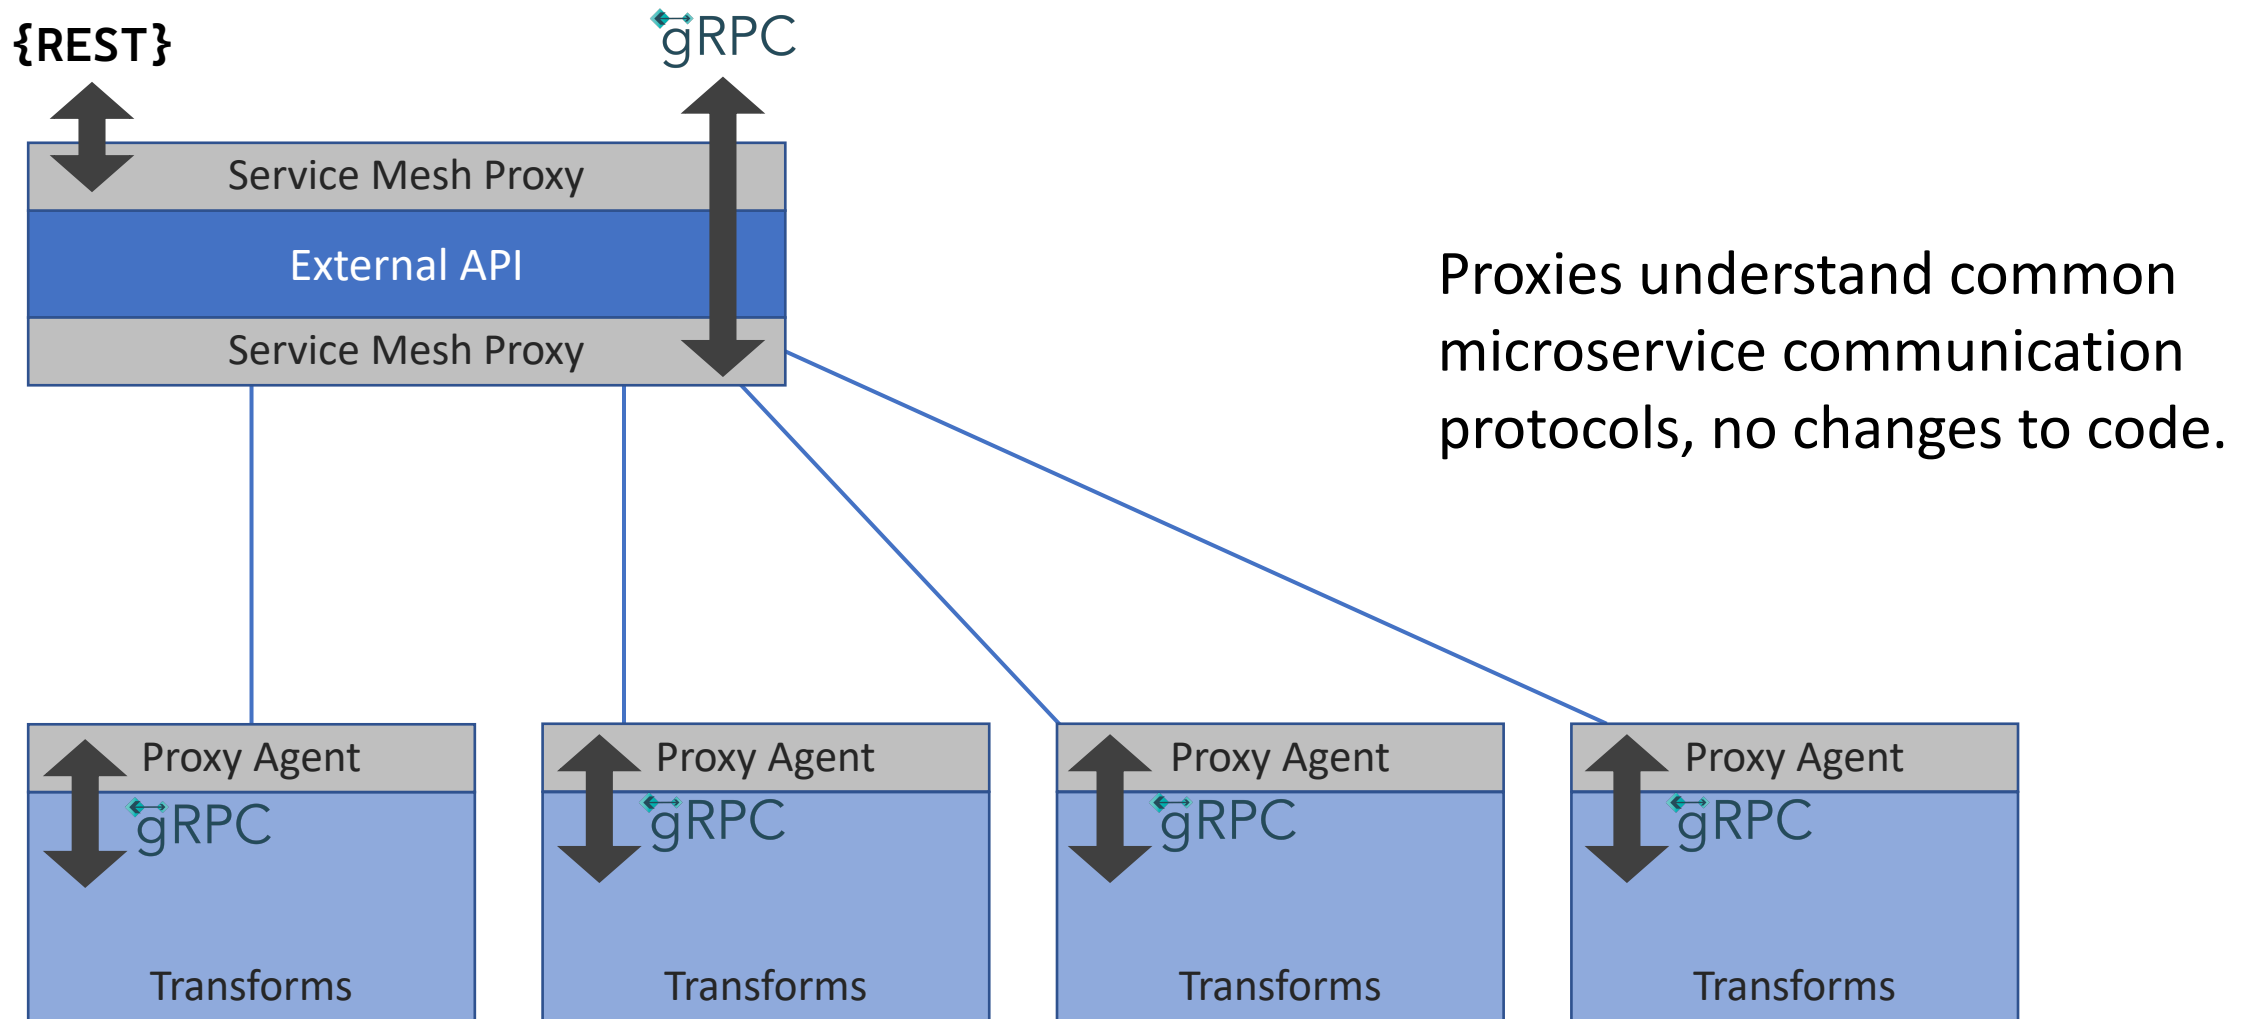 {REST}
gRPC
Service Mesh Proxy
External API
Service Mesh Proxy
Proxies understand common
microservice communication
protocols, no changes to code.
Proxy Agent
gRPC
Transforms
Proxy Agent
gRPC
Transforms
Proxy Agent
gRPC
Transforms
Proxy Agent
gRPC
Transforms